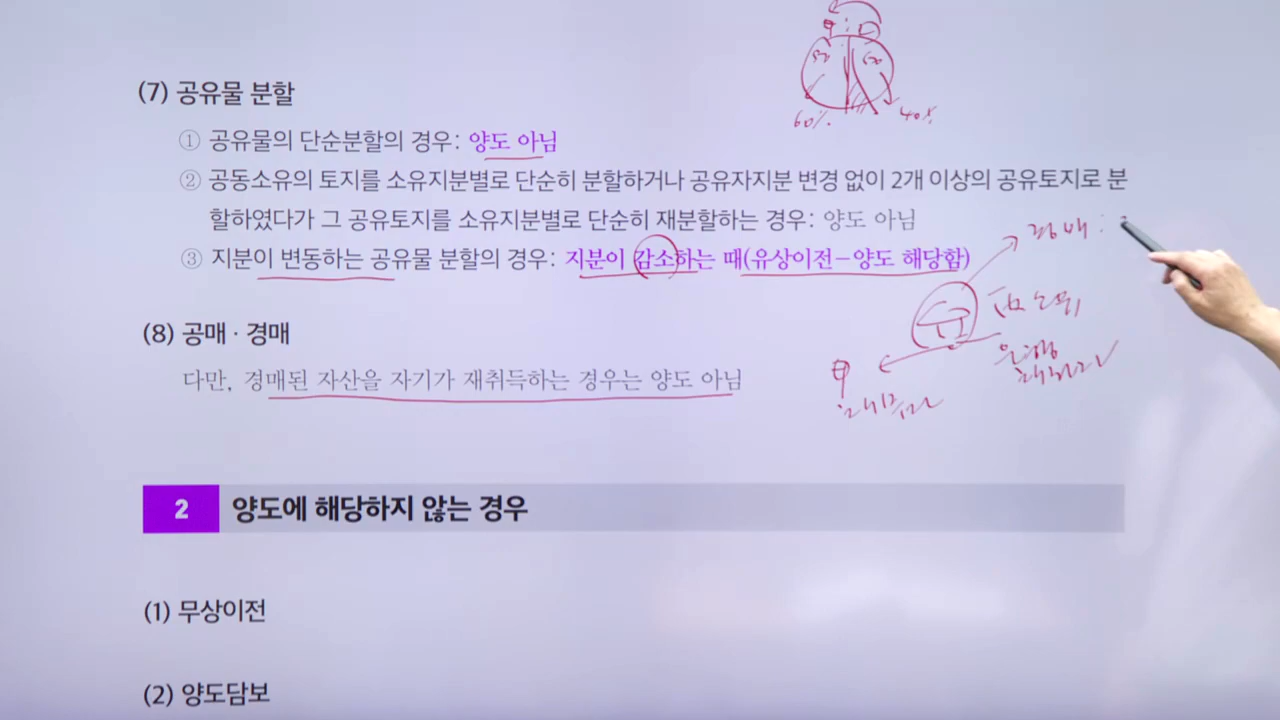 (7) 공유물 분할
① 공유물의 단순분할의 경우: 양도 아님
② 공동소유의 토지를 소유지분별로 단순히 분할하거나 공유자지분 변경 없이 2개 이상의 공유토지로 분
할하였다가 그 공유토지를 소유지분별로 단순히 재분할하는 경우: 양도 아님
③ 지분이 변동하는 공유물 분할의 경우: 지분이 감소하는 때(유상이전-양도 해당함)
(8) 공매·경매
다만, 경매된 자산을 자기가 재취득하는 경우는 양도 아님
2 양도에 해당하지 않는 경우
(1) 무상이전
(2) 양도담보
60%
40%
경매:
甲